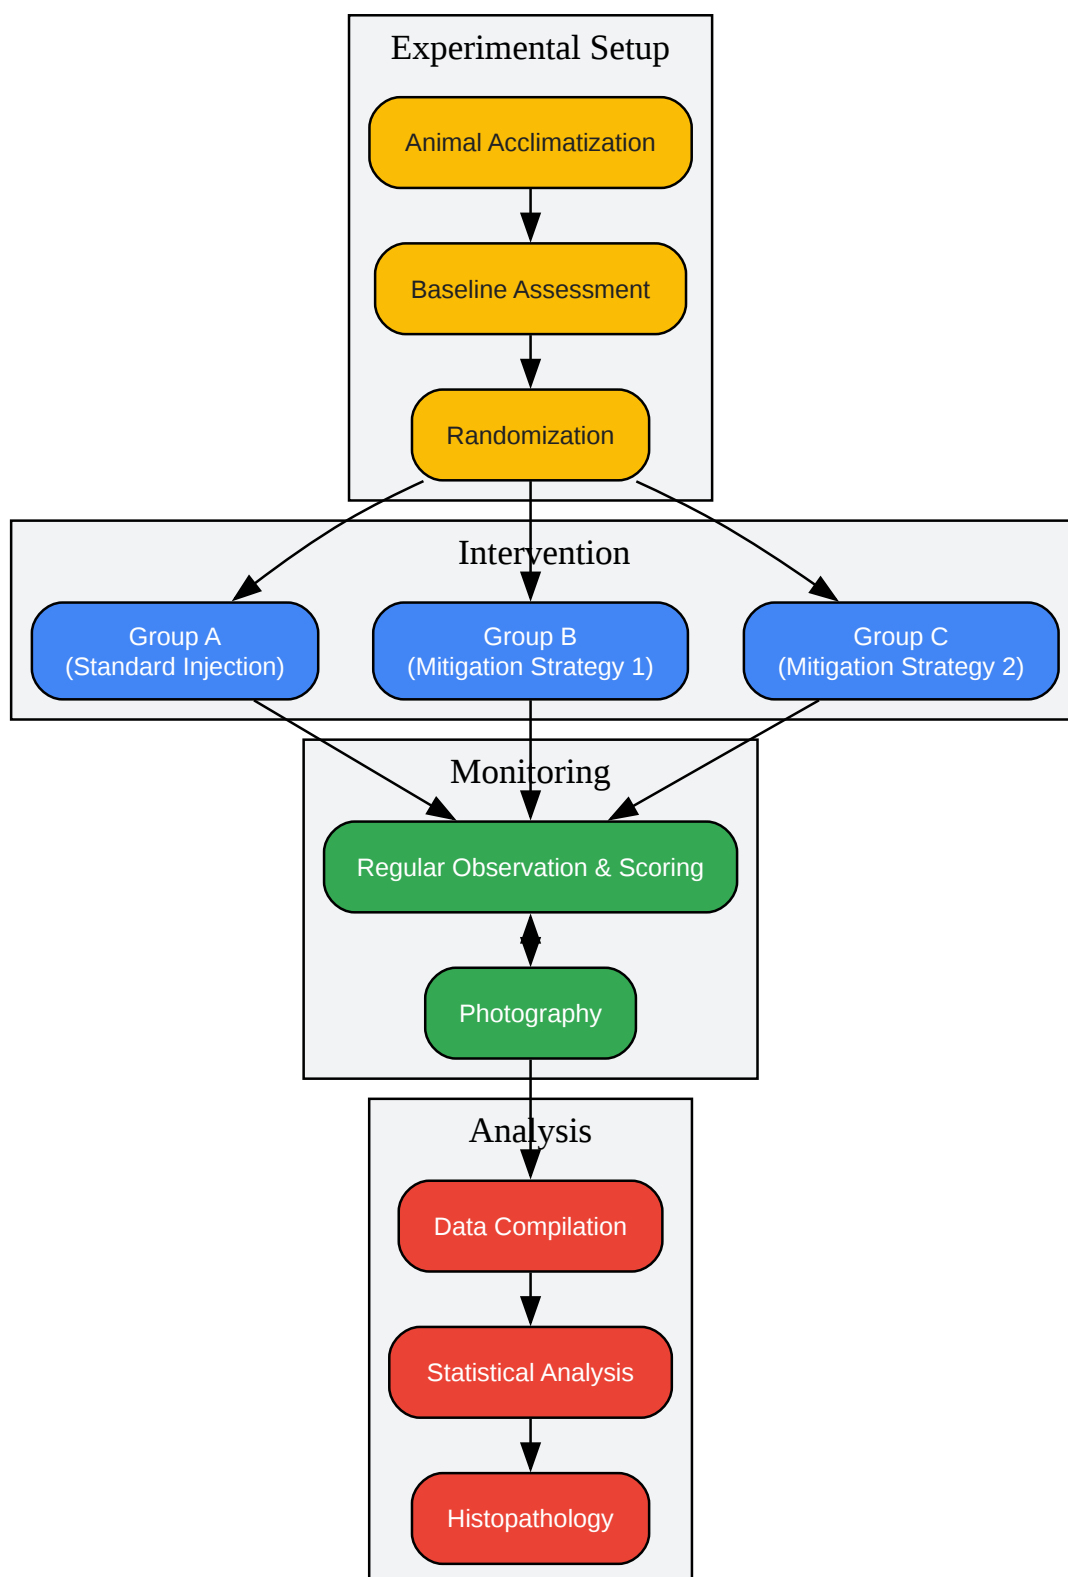 Experimental Setup
Animal Acclimatization
Baseline Assessment
Randomization
Intervention
Group A
(Standard Injection)
Group B
(Mitigation Strategy 1)
Group C
(Mitigation Strategy 2)
Monitoring
Regular Observation & Scoring
Photography
Analysis
Data Compilation
Statistical Analysis
Histopathology